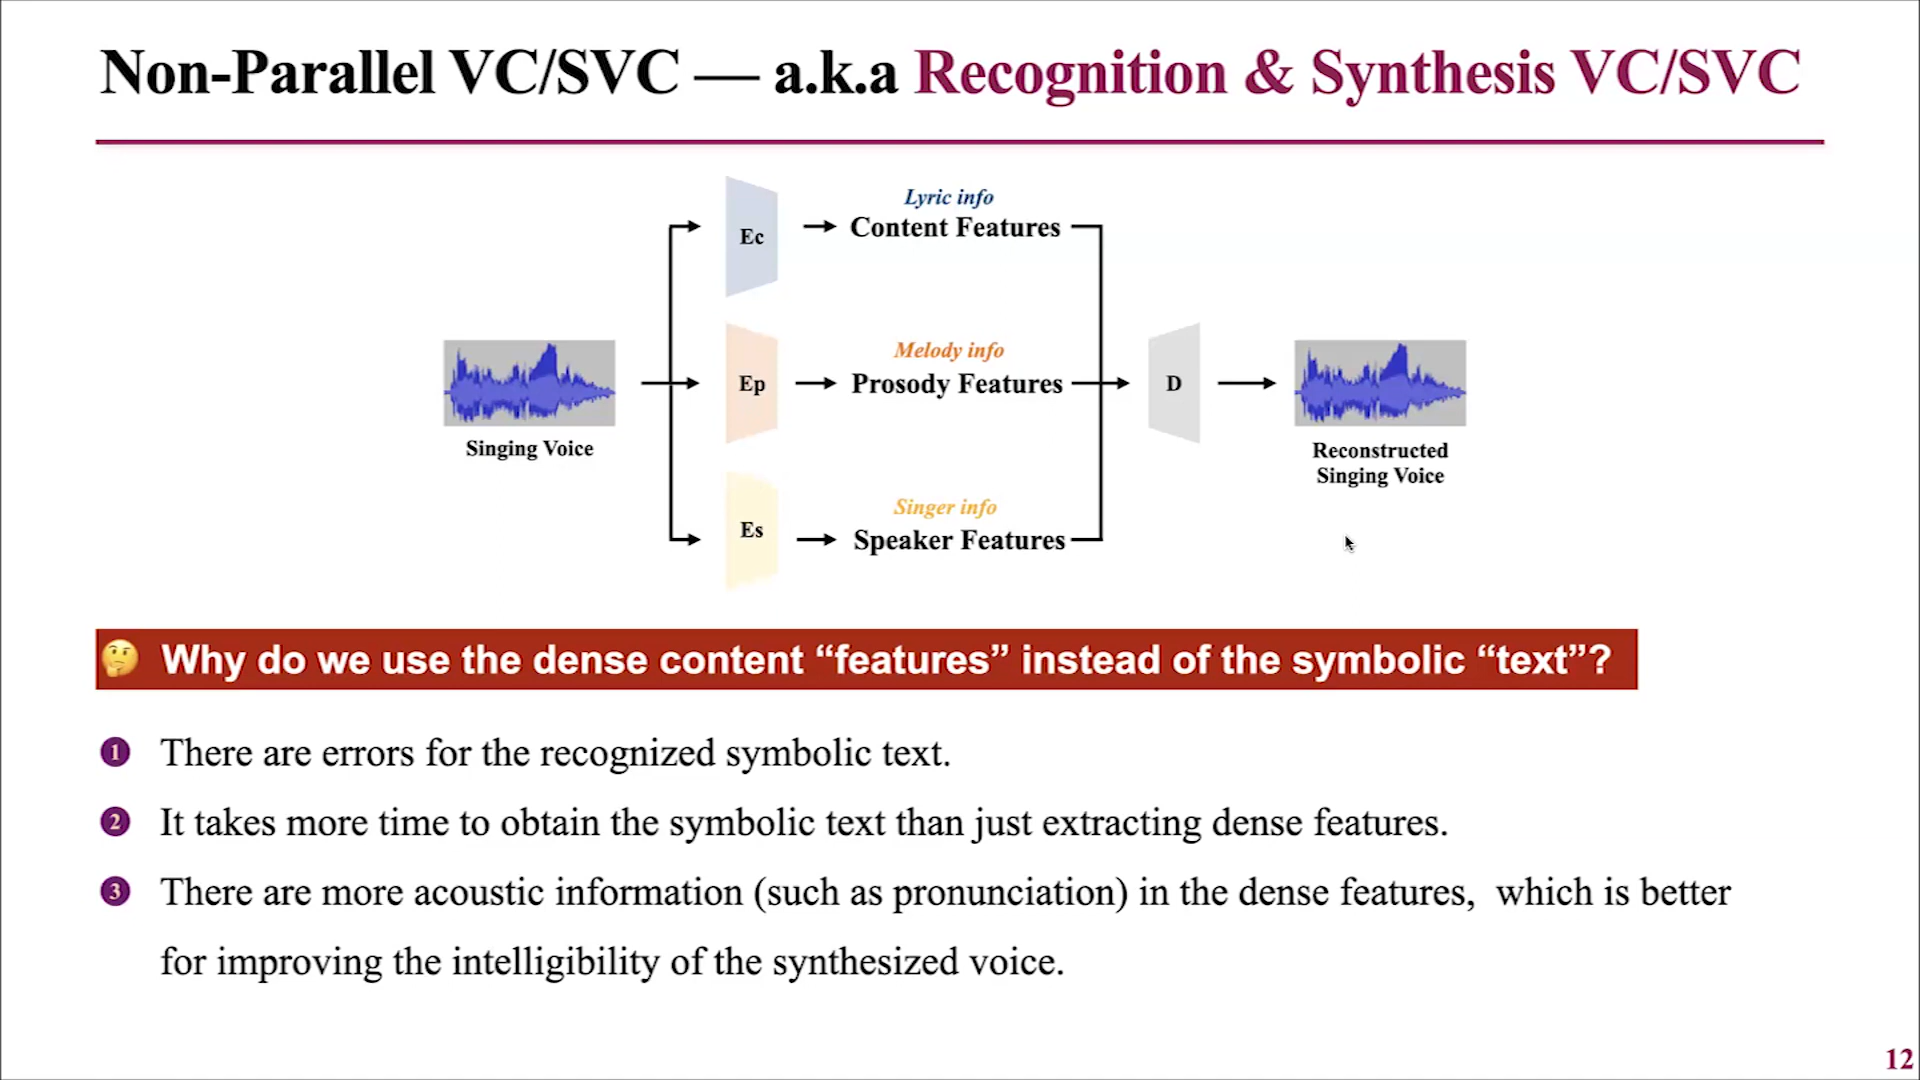 Non-Parallel VC/SVC — a.k.a Recognition & Synthesis VC/SVC
Lyric info
Ec
Content Features
Melody info
Ep
Prosody Features
D
Singing Voice
Reconstructed
Singing Voice
Singer info
Es
Speaker Features
Why do we use the dense content “features” instead of the symbolic “text”?
1 There are errors for the recognized symbolic text.
2 It takes more time to obtain the symbolic text than just extracting dense features.
3 There are more acoustic information (such as pronunciation) in the dense features, which is better
for improving the intelligibility of the synthesized voice.
12